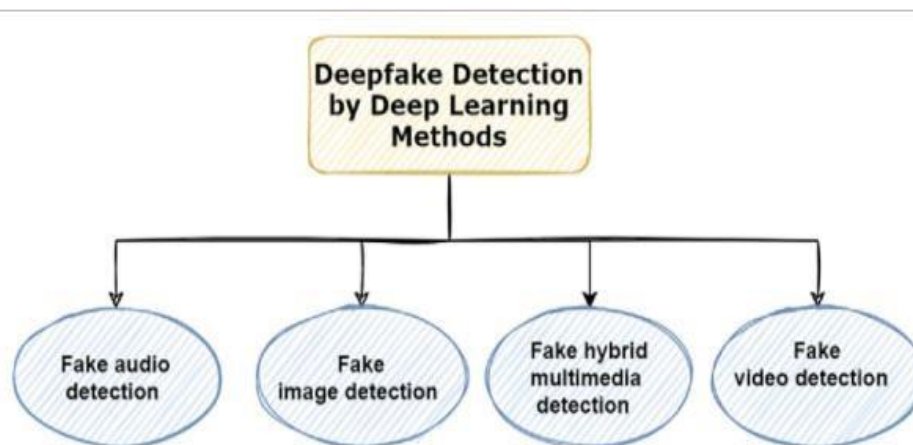 Deepfake Detection
by Deep Learning
Methods
Fake audio
detection
Fake
image detection
Fake hybrid
multimedia
detection
Fake
video detection